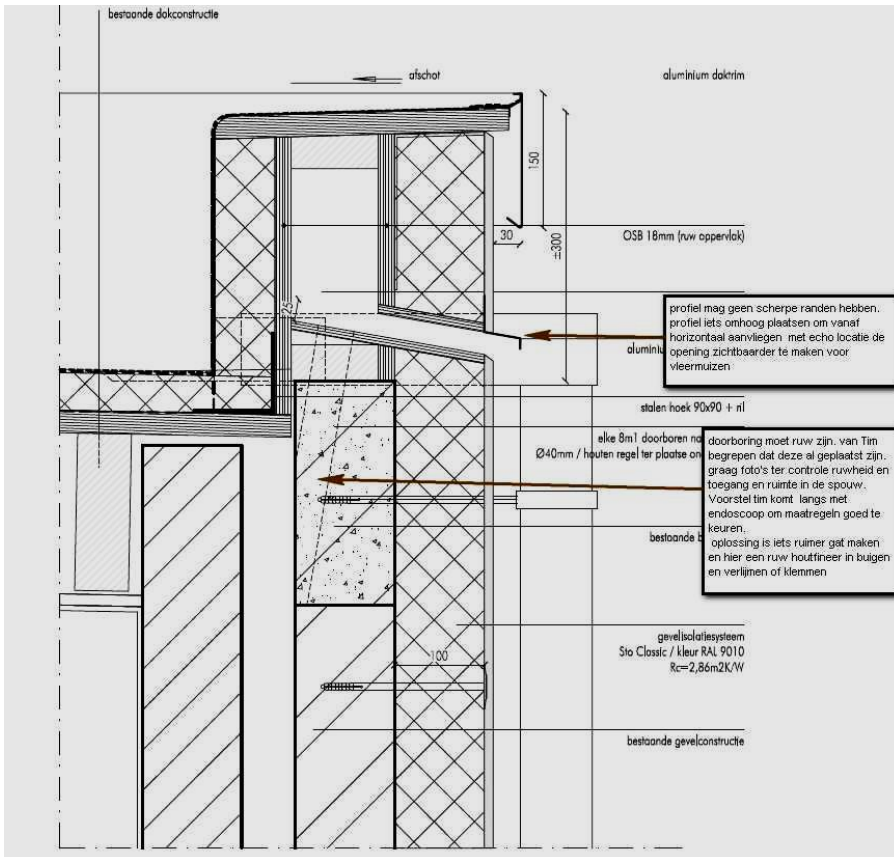 bestaande dakconstructie
afschot
aluminium daktrim
150
±300
30
OSB 18mm (ruw oppervlak)
25
profiel mag geen scherpe randen hebben.
profiel iets omhoog plaatsen om vanaf
horizontaal aanvliegen met echo locatie de
opening zichtbaarder te maken voor
vleermuizen
stalen hoek 90x90 + ril
elke 8m1 doorboren
Ø40mm / houten regel ter plaatse
doorboring moet ruw zijn. van Tim
begrepen dat deze al geplaatst zijn.
graag foto's ter controle ruwheid en
toegang en ruimte in de spouw.
Voorstel tim komt langs met
endoscoop om maatregeln goed te
keuren.
oplossing is iets ruimer gat maken
en hier een ruw houtfineer in buigen
en verlijmen of klemmen
gevelisolatiesysteem
Sto Classic / kleur RAL 9010
Rc=2,86m2K/W
100
bestaande gevelconstructie